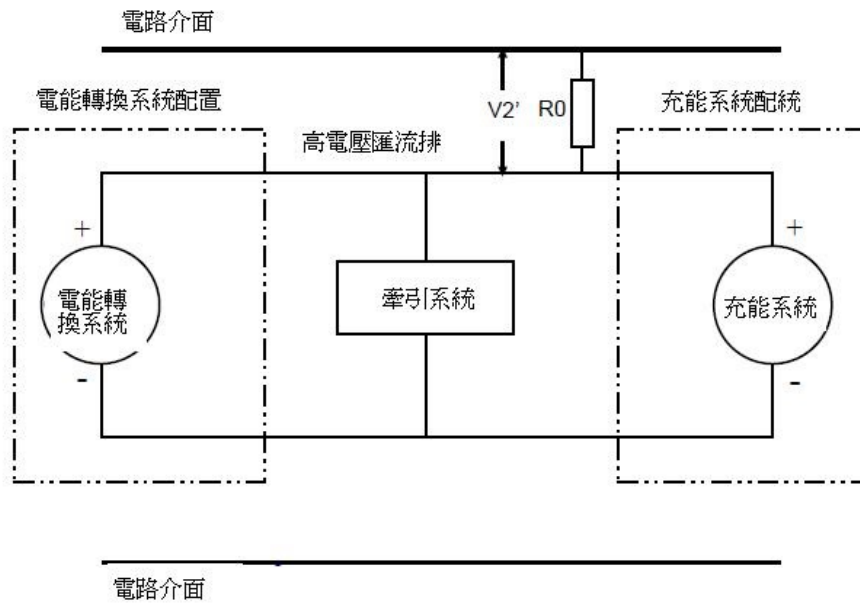 電路介面
電能轉換系統配置
V2’
R0
充能系統配統
高電壓匯流排
+
+
電能轉
換系統
牽引系統
充能系統
-
-
電路介面